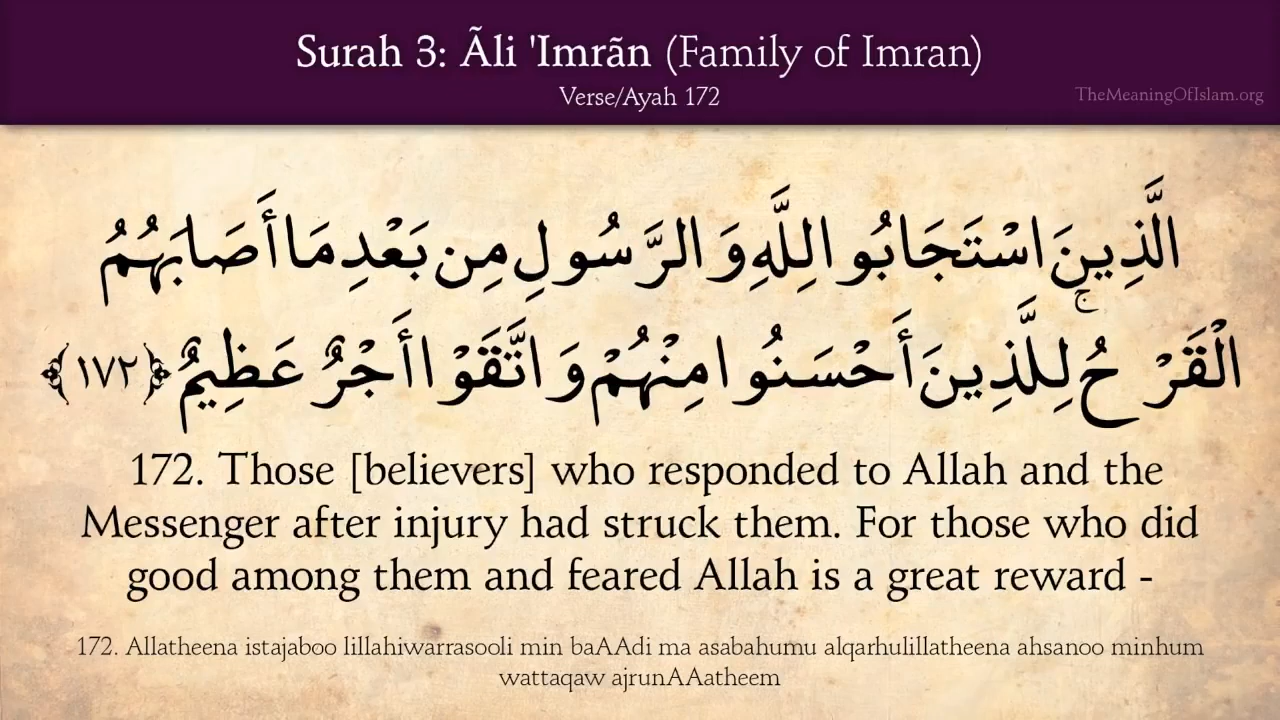 Surah 3: Ãli 'Imrãn (Family of Imran)
Verse/Ayah 172
TheMeaningOfIslam.org
الَّذِينَ اسْتَجَابُوا لِلَّهِ وَالرَّسُولِ مِن بَعْدِ مَا أَصَابَهُمُ
الْقَرْحُ ۚ لِلَّذِينَ أَحْسَنُوا مِنْهُمْ وَاتَّقَوْا أَجْرٌ عَظِيمٌ ﴿١٧٢﴾
172. Those [believers] who responded to Allah and the
Messenger after injury had struck them. For those who did
good among them and feared Allah is a great reward -
172. Allatheena istajaboo lillahiwarrasooli min baAAdi ma asabahumu alqarhulillatheena ahsanoo minhum
wattaqaw ajrunAAatheem